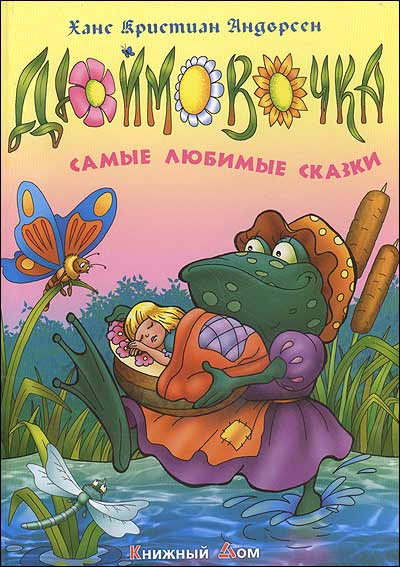 Ханс Кристиан Андерсен
ДЮЙМОВОЧКА
САМЫЕ ЛЮБИМЫЕ СКАЗКИ
Книжный Дом